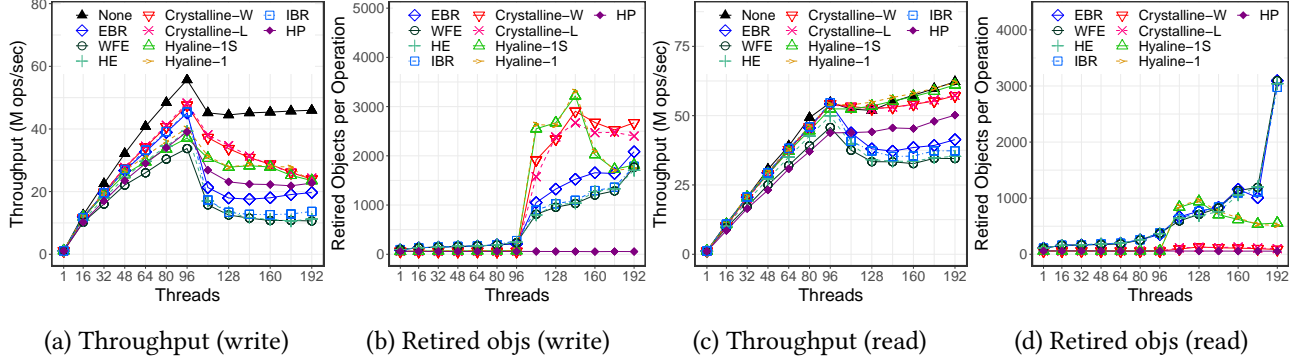 Throughput (M ops/sec)
80
60
40
20
0
None
EBR
WFE
HE
Crystalline-W
Crystalline-L
Hyaline-1S
Hyaline-1
IBR
HP
1 16 32 48 64 80 96 128 160 192
Threads
(a) Throughput (write)
Retired Objects per Operation
5000
4000
3000
2000
1000
0
EBR
WFE
HE
IBR
Crystalline-W
Crystalline-L
Hyaline-1S
Hyaline-1
HP
1 16 32 48 64 80 96 128 160 192
Threads
(b) Retired objs (write)
Throughput (M ops/sec)
75
50
25
0
None
EBR
WFE
HE
Crystalline-W
Crystalline-L
Hyaline-1S
Hyaline-1
IBR
HP
1 16 32 48 64 80 96 128 160 192
Threads
(c) Throughput (read)
Retired Objects per Operation
4000
3000
2000
1000
0
EBR
WFE
HE
IBR
Crystalline-W
Crystalline-L
Hyaline-1S
Hyaline-1
HP
1 16 32 48 64 80 96 128 160 192
Threads
(d) Retired objs (read)